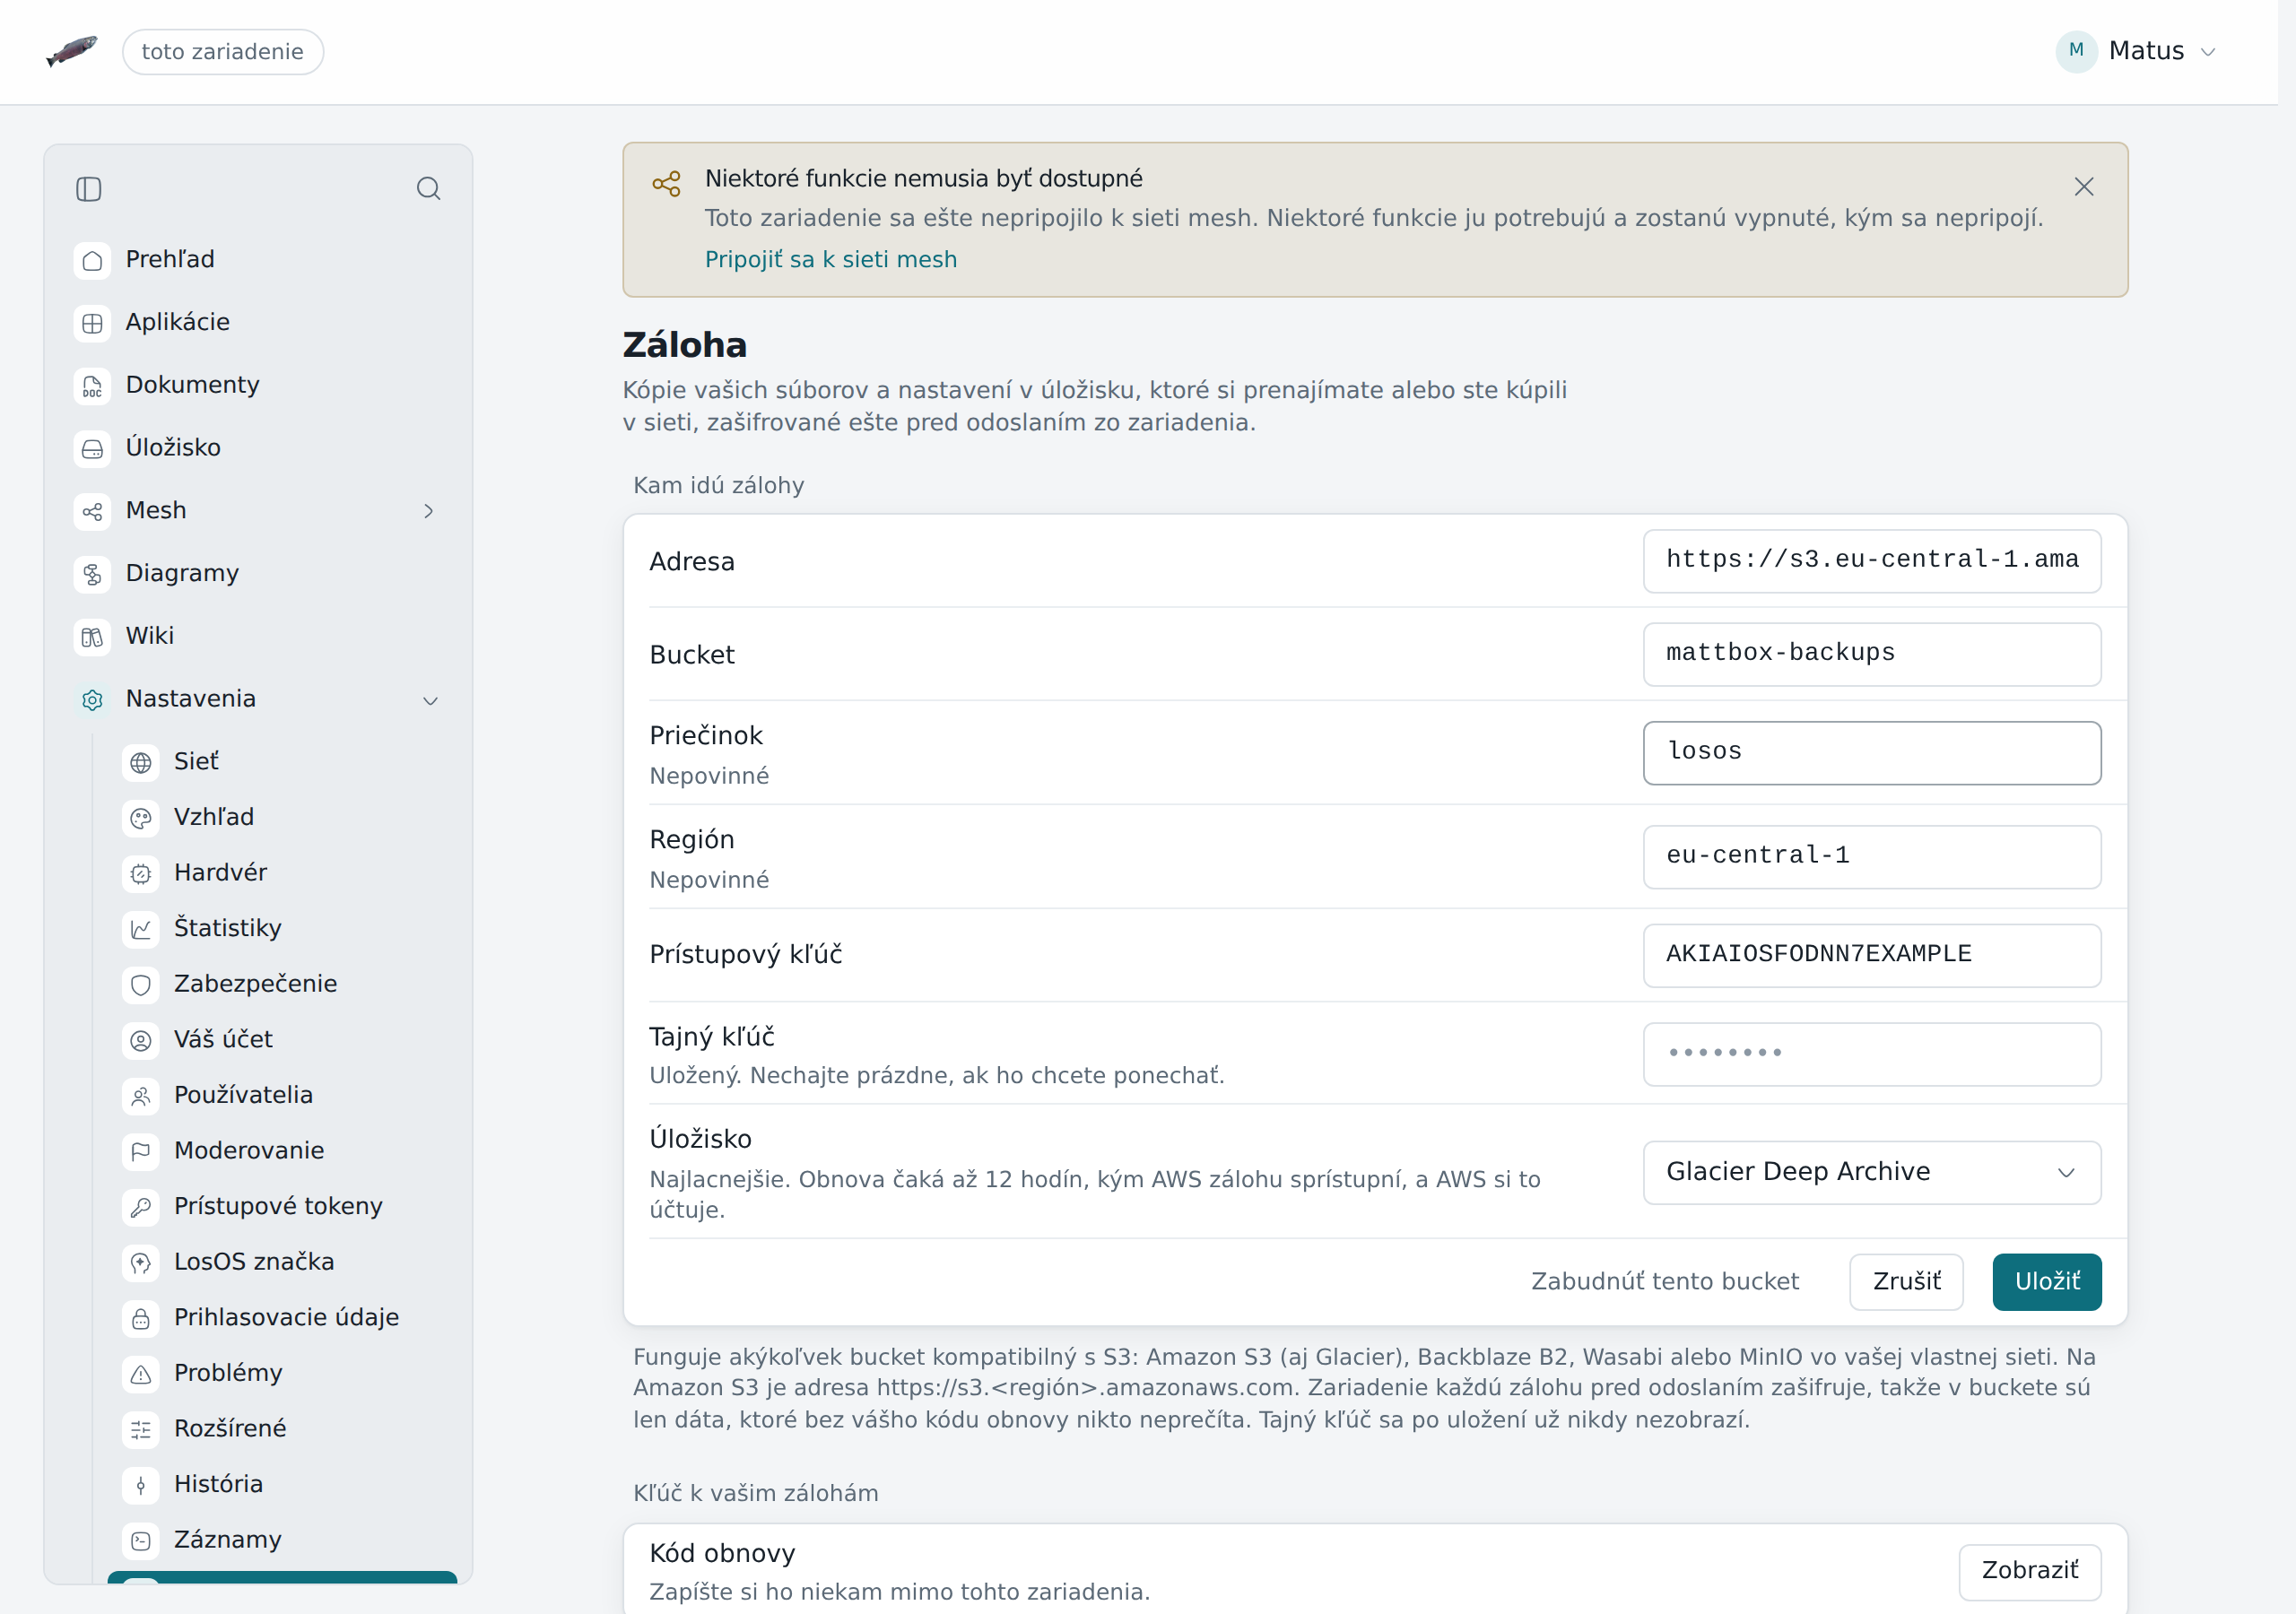 toto zariadenie
M Matus
Prehľad
Aplikácie
Dokumenty
Úložisko
Mesh
Diagramy
Wiki
Nastavenia
Sieť
Vzhľad
Hardvér
Štatistiky
Zabezpečenie
Váš účet
Používatelia
Moderovanie
Prístupové tokeny
LosOS značka
Prihlasovacie údaje
Problémy
Rozšírené
História
Záznamy
Niektoré funkcie nemusia byť dostupné
Toto zariadenie sa ešte nepripojilo k sieti mesh. Niektoré funkcie ju potrebujú a zostanú vypnuté, kým sa nepripojí.
Pripojiť sa k sieti mesh
Záloha
Kópie vašich súborov a nastavení v úložisku, ktoré si prenajímate alebo ste kúpili
v sieti, zašifrované ešte pred odoslaním zo zariadenia.
Kam idú zálohy
Adresa
https://s3.eu-central-1.ama
Bucket
mattbox-backups
Priečinok
Nepovinné
losos
Región
Nepovinné
eu-central-1
Prístupový kľúč
AKIAIOSFODNN7EXAMPLE
Tajný kľúč
Uložený. Nechajte prázdne, ak ho chcete ponechať.
••••••••
Úložisko
Najlacnejšie. Obnova čaká až 12 hodín, kým AWS zálohu sprístupní, a AWS si to
účtuje.
Glacier Deep Archive
Zabudnúť tento bucket
Zrušiť
Uložiť
Funguje akýkoľvek bucket kompatibilný s S3: Amazon S3 (aj Glacier), Backblaze B2, Wasabi alebo MinIO vo vašej vlastnej sieti. Na
Amazon S3 je adresa https://s3.<región>.amazonaws.com. Zariadenie každú zálohu pred odoslaním zašifruje, takže v buckete sú
len dáta, ktoré bez vášho kódu obnovy nikto neprečíta. Tajný kľúč sa po uložení už nikdy nezobrazí.
Kľúč k vašim zálohám
Kód obnovy
Zapíšte si ho niekam mimo tohto zariadenia.
Zobraziť